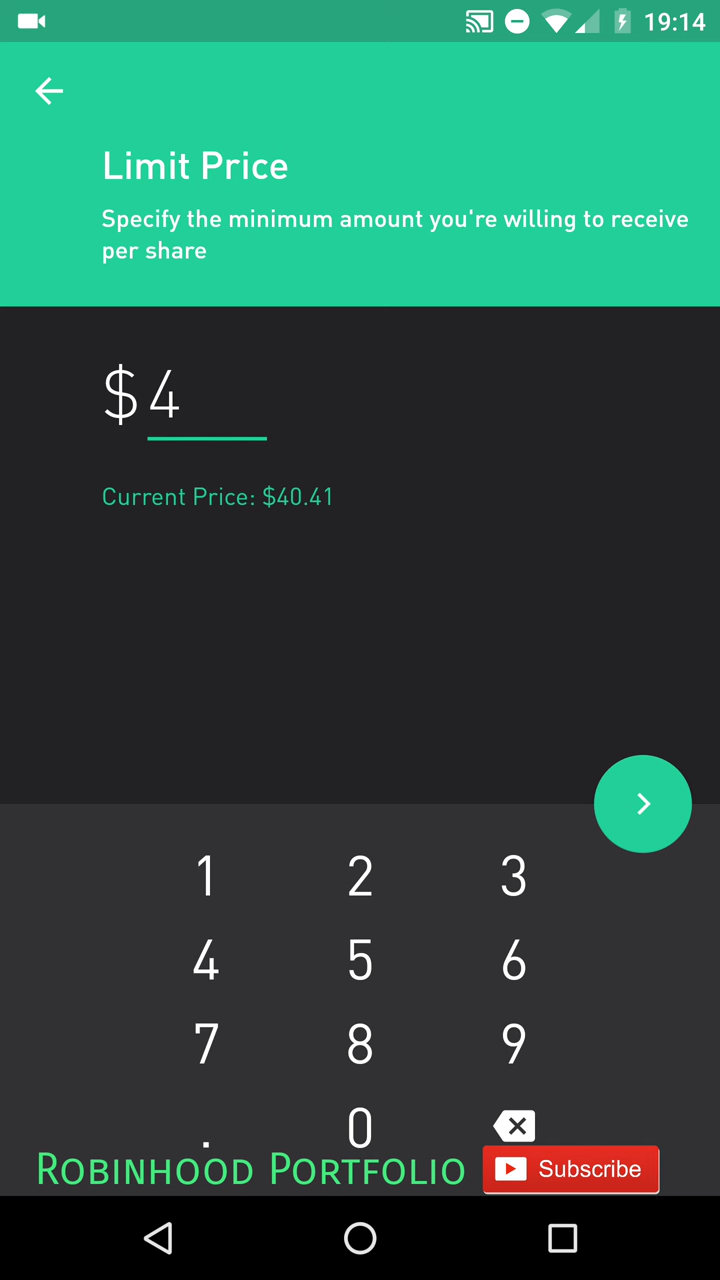 19:14
Limit Price
Specify the minimum amount you're willing to receive
per share
$4
Current Price: $40.41
1 2 3
4 5 6
7 8 9
. 0
Robinhood Portfolio
Subscribe